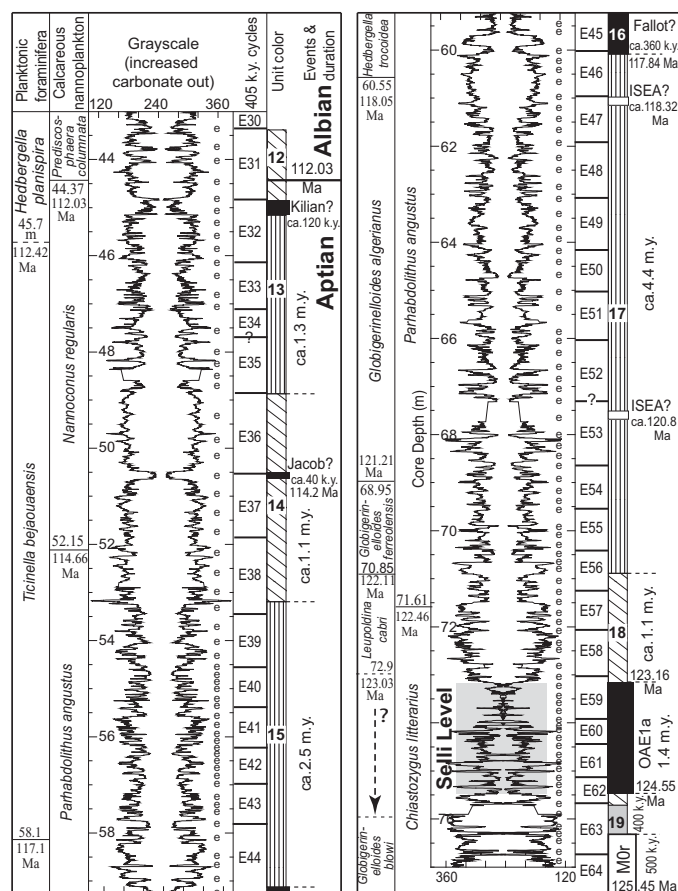 Planktonic
foraminifera
Calcareous
nannoplankton
Grayscale
(increased
carbonate out)
405 k.y. cycles
Unit color
Events &
duration
120 240 360
44
46
48
50
52
54
56
58
Hedbergella
planispira
45.7
m
112.42
Ma
Ticinella bejaouaensis
Prediscos-
phaera
columnata
44.37
112.03
Ma
Nannoconus regularis
52.15
114.66
Ma
Parhabdolithus angustus
58.1
117.1
Ma
E30
E31
E32
E33
E34
?
E35
E36
E37
E38
E39
E40
E41
E42
E43
E44
12
13
14
15
Albian
112.03
Ma
Aptian
Kilian?
ca.120 k.y.
ca.1.3 m.y.
Jacob?
ca.40 k.y.
114.2 Ma
ca.1.1 m.y.
ca.2.5 m.y.
Hedbergella
trocoidea
60.55
118.05
Ma
Globigerinelloides algerianus
121.21
Ma
68.95
Globigerin-
elloides
ferreolensis
70.85
122.11
Ma
Leupoldina
cabri
72.9
123.03
Ma
?
Globigerin-
elloides
blowi
Parhabdolithus angustus
71.61
122.46
Ma
Chiastozygus litterarius
Core Depth (m)
60
62
64
66
68
70
72
Selli Level
360 120
E45
E46
E47
E48
E49
E50
E51
E52
?
E53
E54
E55
E56
E57
E58
E59
E60
E61
E62
E63
E64
16
17
18
19
M0r
Fallot?
ca.360 k.y.
117.84 Ma
ISEA?
ca.118.32
Ma
ca.4.4 m.y.
ISEA?
ca.120.8
Ma
ca.1.1 m.y.
123.16
Ma
OAE1a
1.4 m.y.
124.55
Ma
400 k.y.
500 k.y.
125.45 Ma